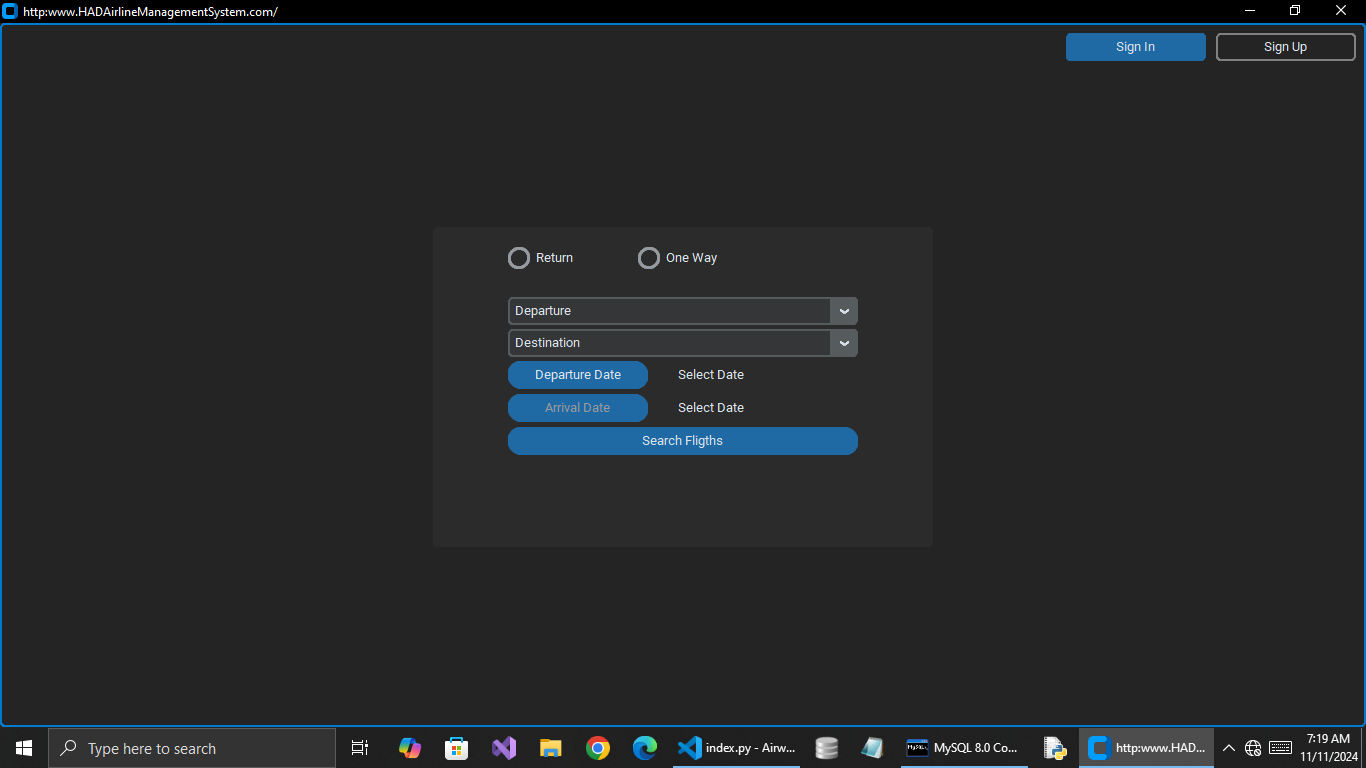 http:www.HADAirlineManagementSystem.com/
Sign In
Sign Up
Return
One Way
Departure
Destination
Departure Date
Select Date
Arrival Date
Select Date
Search Fligths
Type here to search
index.py - Airw...
MySQL 8.0 Co...
http:www.HAD...
7:19 AM
11/11/2024